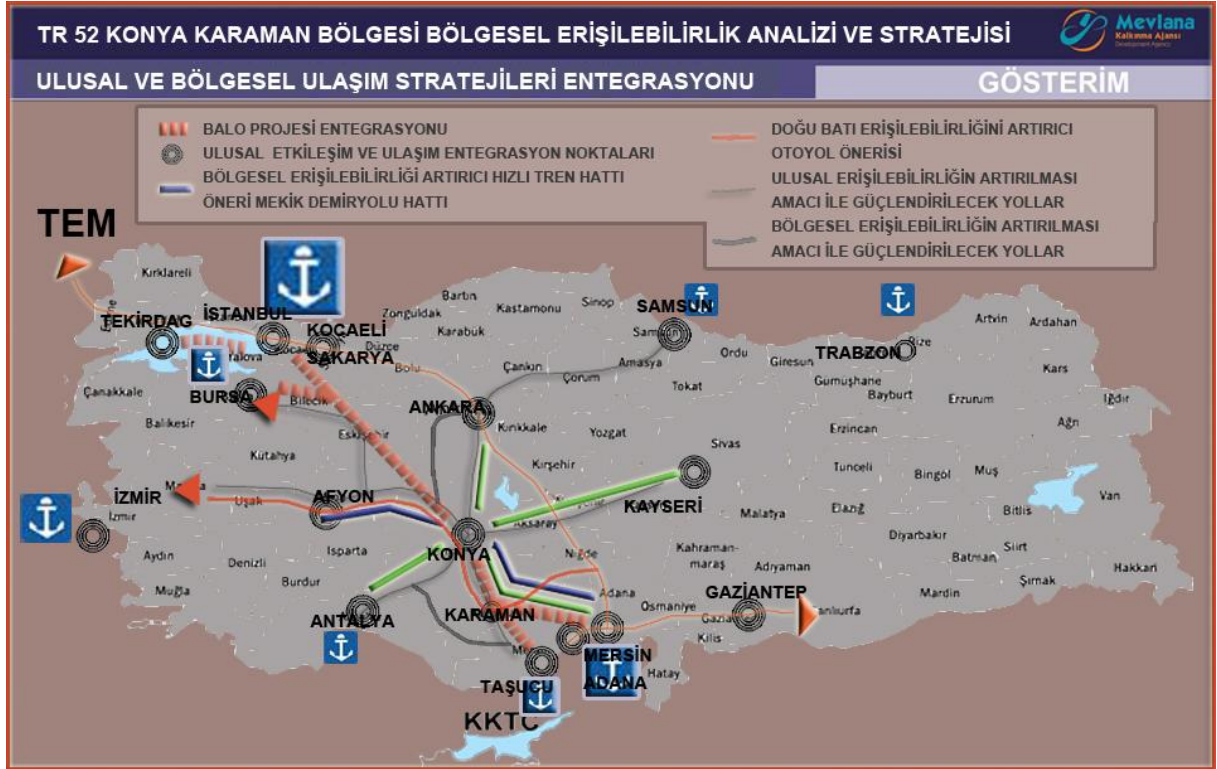 TR 52 KONYA KARAMAN BÖLGESİ BÖLGESEL ERİŞİLEBİLİRLİK ANALİZİ VE STRATEJİSİ
Mevlana
Kalkınma Ajansı
Development Agency
ULUSAL VE BÖLGESEL ULAŞIM STRATEJİLERİ ENTEGRASYONU
GÖSTERİM
BALO PROJESİ ENTEGRASYONU
ULUSAL ETKİLEŞİM VE ULAŞIM ENTEGRASYON NOKTALARI
BÖLGESEL ERİŞİLEBİLİRLİĞİ ARTIRICI HIZLI TREN HATTI
ÖNERİ MEKİK DEMİRYOLU HATTI
DOĞU BATI ERİŞİLEBİLİRLİĞİNİ ARTIRICI
OTOYOL ÖNERİSİ
ULUSAL ERİŞİLEBİLİRLİĞİN ARTIRILMASI
AMACI İLE GÜÇLENDİRİLECEK YOLLAR
BÖLGESEL ERİŞİLEBİLİRLİĞİN ARTIRILMASI
AMACI İLE GÜÇLENDİRİLECEK YOLLAR
TEM
Kırklareli
TEKİRDAG
İSTANBUL
KOCAELİ
SAKARYA
Düzce
Bolu
Zonguldak
Bartın
Karabük
Kastamonu
Sinop
SAMSUN
Çankırı
Çorum
Amasya
Tokat
Ordu
Giresun
TRABZON
Rize
Artvin
Ardahan
Kars
Gümüşhane
Bayburt
Erzurum
Iğdır
Ağrı
Çanakkale
Balıkesir
BURSA
Bilecik
Eskişehir
Kütahya
ANKARA
Kırıkkale
Yozgat
Kırşehir
Sivas
Erzincan
Tunceli
Bingöl
Muş
Van
Bitlis
İZMİR
İzmir
Uşak
AFYON
KONYA
Aksaray
KAYSERİ
Malatya
Elazığ
Diyarbakır
Batman
Siirt
Şırnak
Hakkari
Aydın
Denizli
Isparta
Burdur
Muğla
ANTALYA
KARAMAN
Niğde
Adana
Kahraman-
maraş
Adıyaman
Osmaniye
GAZİANTEP
Şanlıurfa
Mardin
Kilis
Hatay
MERSİN
ADANA
TAŞUCU
KKTC